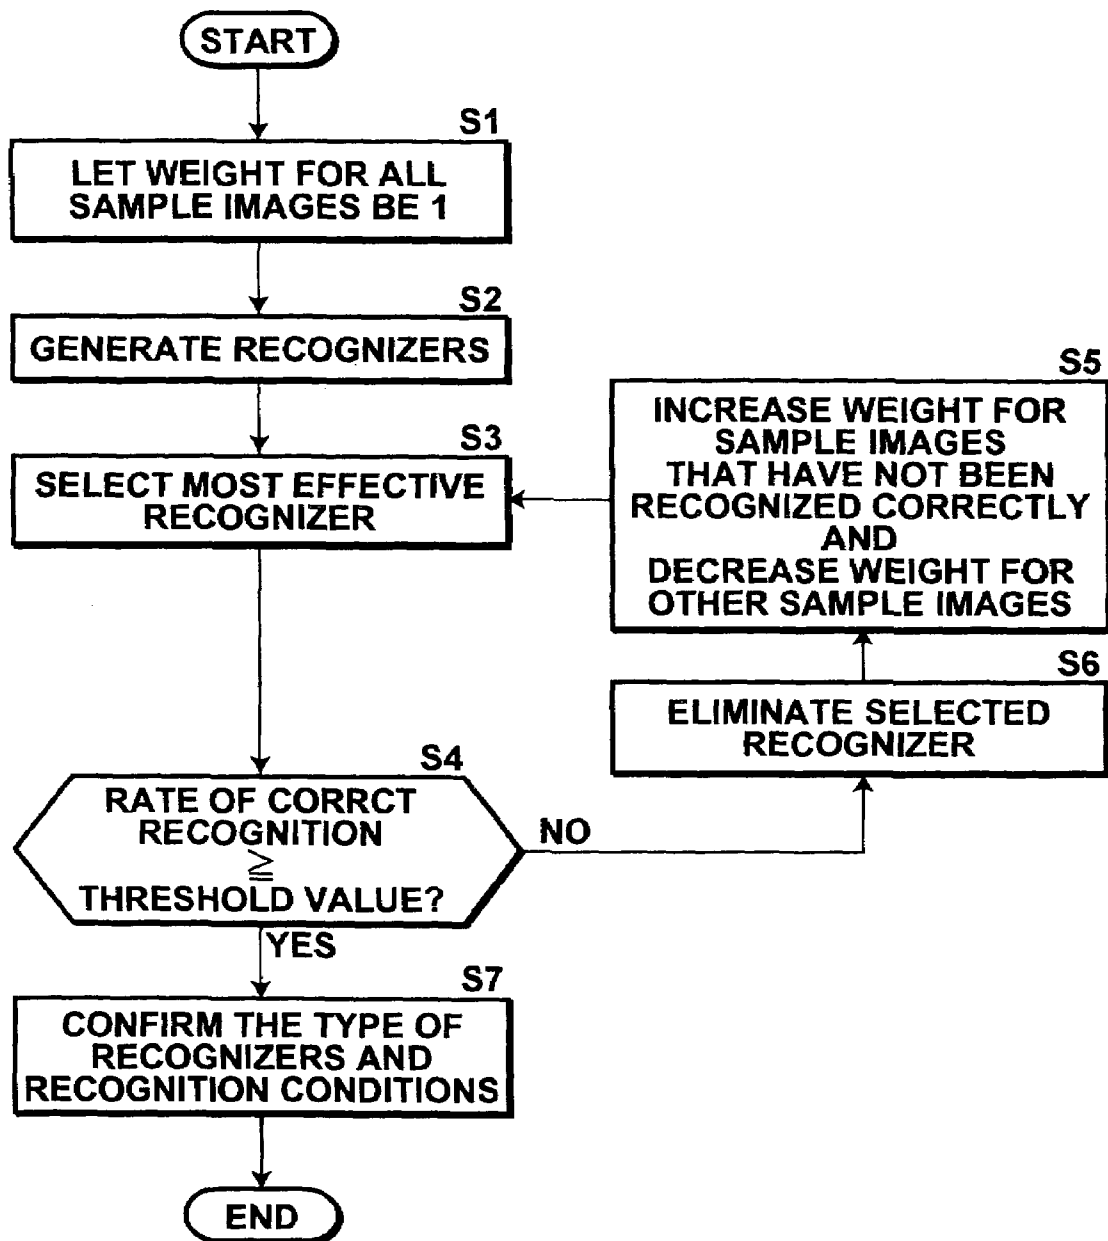 START
S1
LET WEIGHT FOR ALL
SAMPLE IMAGES BE 1
S2
GENERATE RECOGNIZERS
S3
SELECT MOST EFFECTIVE
RECOGNIZER
S5
INCREASE WEIGHT FOR
SAMPLE IMAGES
THAT HAVE NOT BEEN
RECOGNIZED CORRECTLY
AND
DECREASE WEIGHT FOR
OTHER SAMPLE IMAGES
S6
ELIMINATE SELECTED
RECOGNIZER
S4
RATE OF CORRCT
RECOGNITION
≧
THRESHOLD VALUE?
NO
YES
S7
CONFIRM THE TYPE OF
RECOGNIZERS AND
RECOGNITION CONDITIONS
END